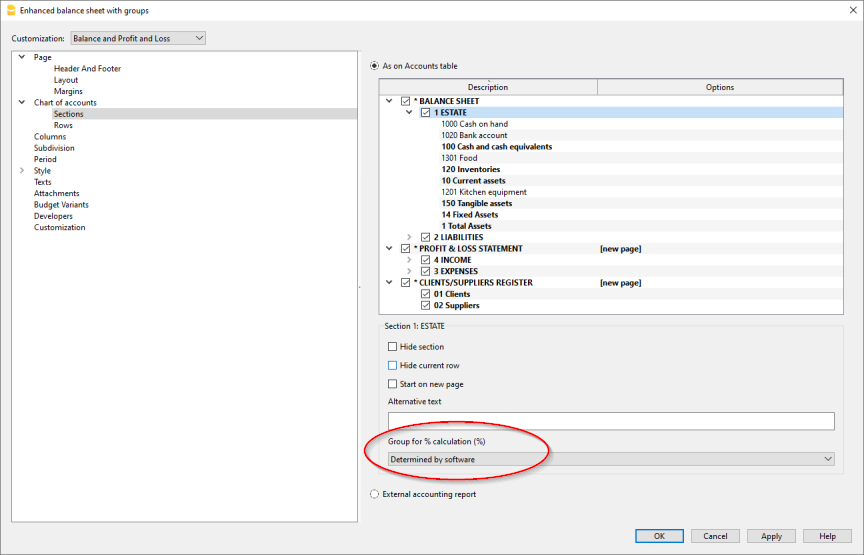 Enhanced balance sheet with groups
Customization: Balance and Profit and Loss
Page
Header And Footer
Layout
Margins
Chart of accounts
Sections
Rows
Columns
Subdivision
Period
Style
Texts
Attachments
Budget Variants
Developers
Customization
As on Accounts table
Description Options
* BALANCE SHEET
1 ESTATE
1000 Cash on hand
1020 Bank account
100 Cash and cash equivalents
1301 Food
120 Inventories
10 Current assets
1201 Kitchen equipment
150 Tangible assets
14 Fixed Assets
1 Total Assets
2 LIABILITIES
* PROFIT & LOSS STATEMENT [new page]
4 INCOME
3 EXPENSES
* CLIENTS/SUPPLIERS REGISTER [new page]
01 Clients
02 Suppliers
Section 1: ESTATE
Hide section
Hide current row
Start on new page
Alternative text
Group for % calculation (%)
Determined by software
External accounting report
OK Cancel Apply Help